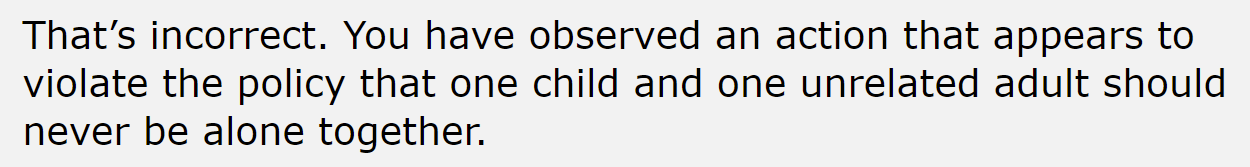 That’s incorrect. You have observed an action that appears to
violate the policy that one child and one unrelated adult should
never be alone together.